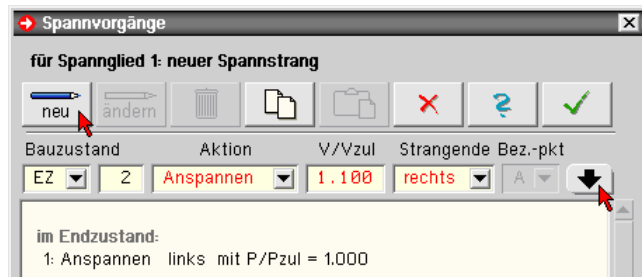 Spannvorgänge
für Spannglied 1: neuer Spannstrang
neu ändern
Bauzustand Aktion V/Vzul Strangende Bez.-pkt
EZ 2 Anspannen 1.100 rechts A
im Endzustand:
1: Anspannen links mit P/Pzul = 1.000